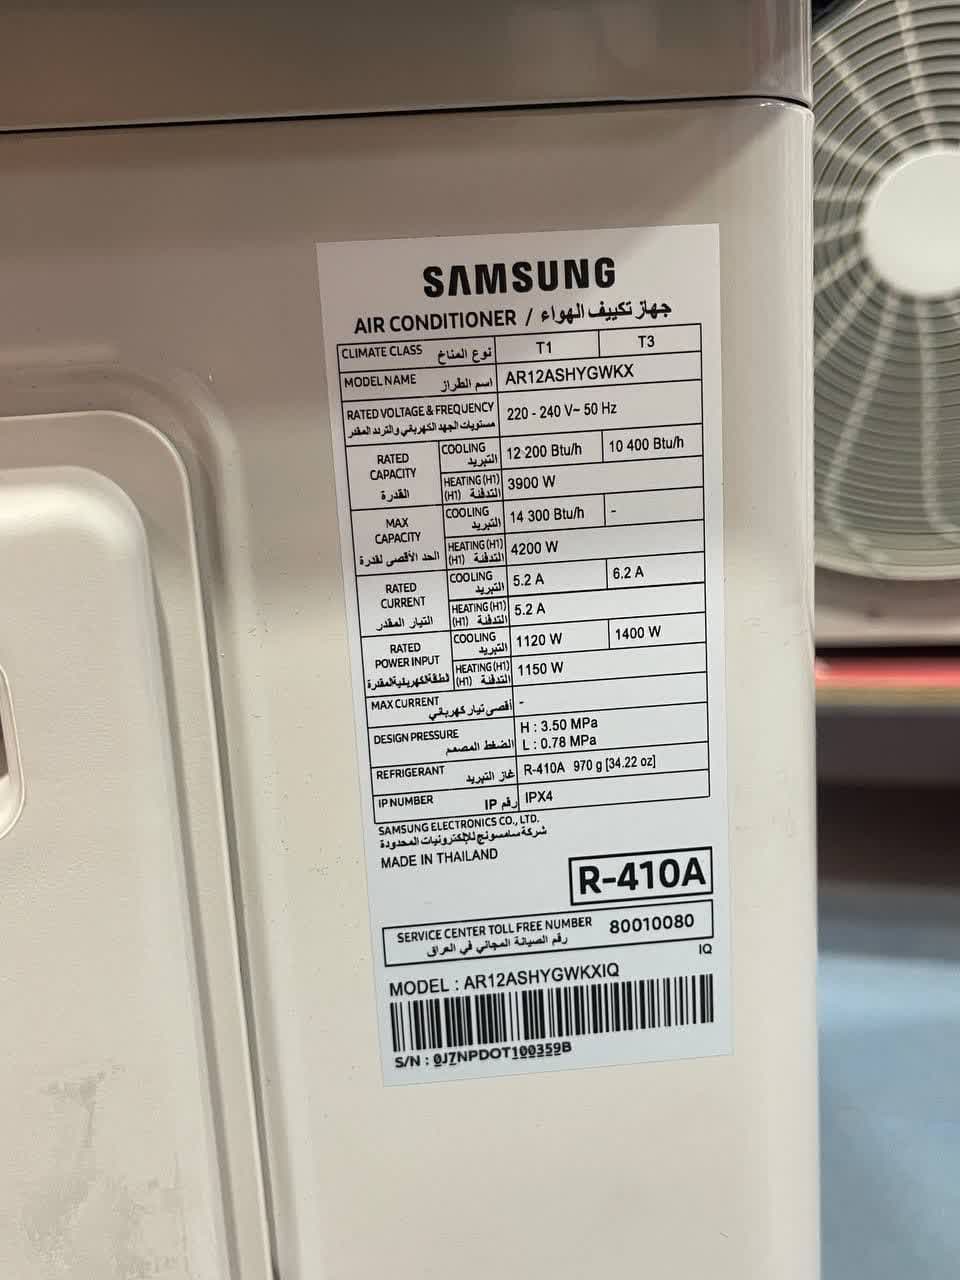 SAMSUNG
AIR CONDITIONER / جهاز تكييف الهواء
CLIMATE CLASS نوع المناخ T1 T3
MODEL NAME اسم الطراز AR12ASHYGWKX
RATED VOLTAGE & FREQUENCY 220 - 240 V~ 50 Hz
مستويات الجهد الكهربائي والتردد المقدر
RATED CAPACITY القدرة COOLING التبريد 12 200 Btu/h 10 400 Btu/h
HEATING (H1) التدفئة (H1) 3900 W
MAX CAPACITY الحد الأقصى لقدرة COOLING التبريد 14 300 Btu/h -
HEATING (H1) التدفئة (H1) 4200 W
RATED CURRENT التيار المقدر COOLING التبريد 5.2 A 6.2 A
HEATING (H1) التدفئة (H1) 5.2 A
RATED POWER INPUT الطاقة الكهربائية المقدرة COOLING التبريد 1120 W 1400 W
HEATING (H1) التدفئة (H1) 1150 W
MAX CURRENT أقصى تيار كهربائي -
DESIGN PRESSURE الضغط المصمم H : 3.50 MPa
L : 0.78 MPa
REFRIGERANT غاز التبريد R-410A 970 g [34.22 oz]
IP NUMBER رقم IP IPX4
SAMSUNG ELECTRONICS CO., LTD.
شركة سامسونج للإلكترونيات المحدودة
MADE IN THAILAND
R-410A
SERVICE CENTER TOLL FREE NUMBER 80010080
رقم الصيانة المجاني في العراق
IQ
MODEL : AR12ASHYGWKXIQ
S/N : 0J7NPDOT100359B